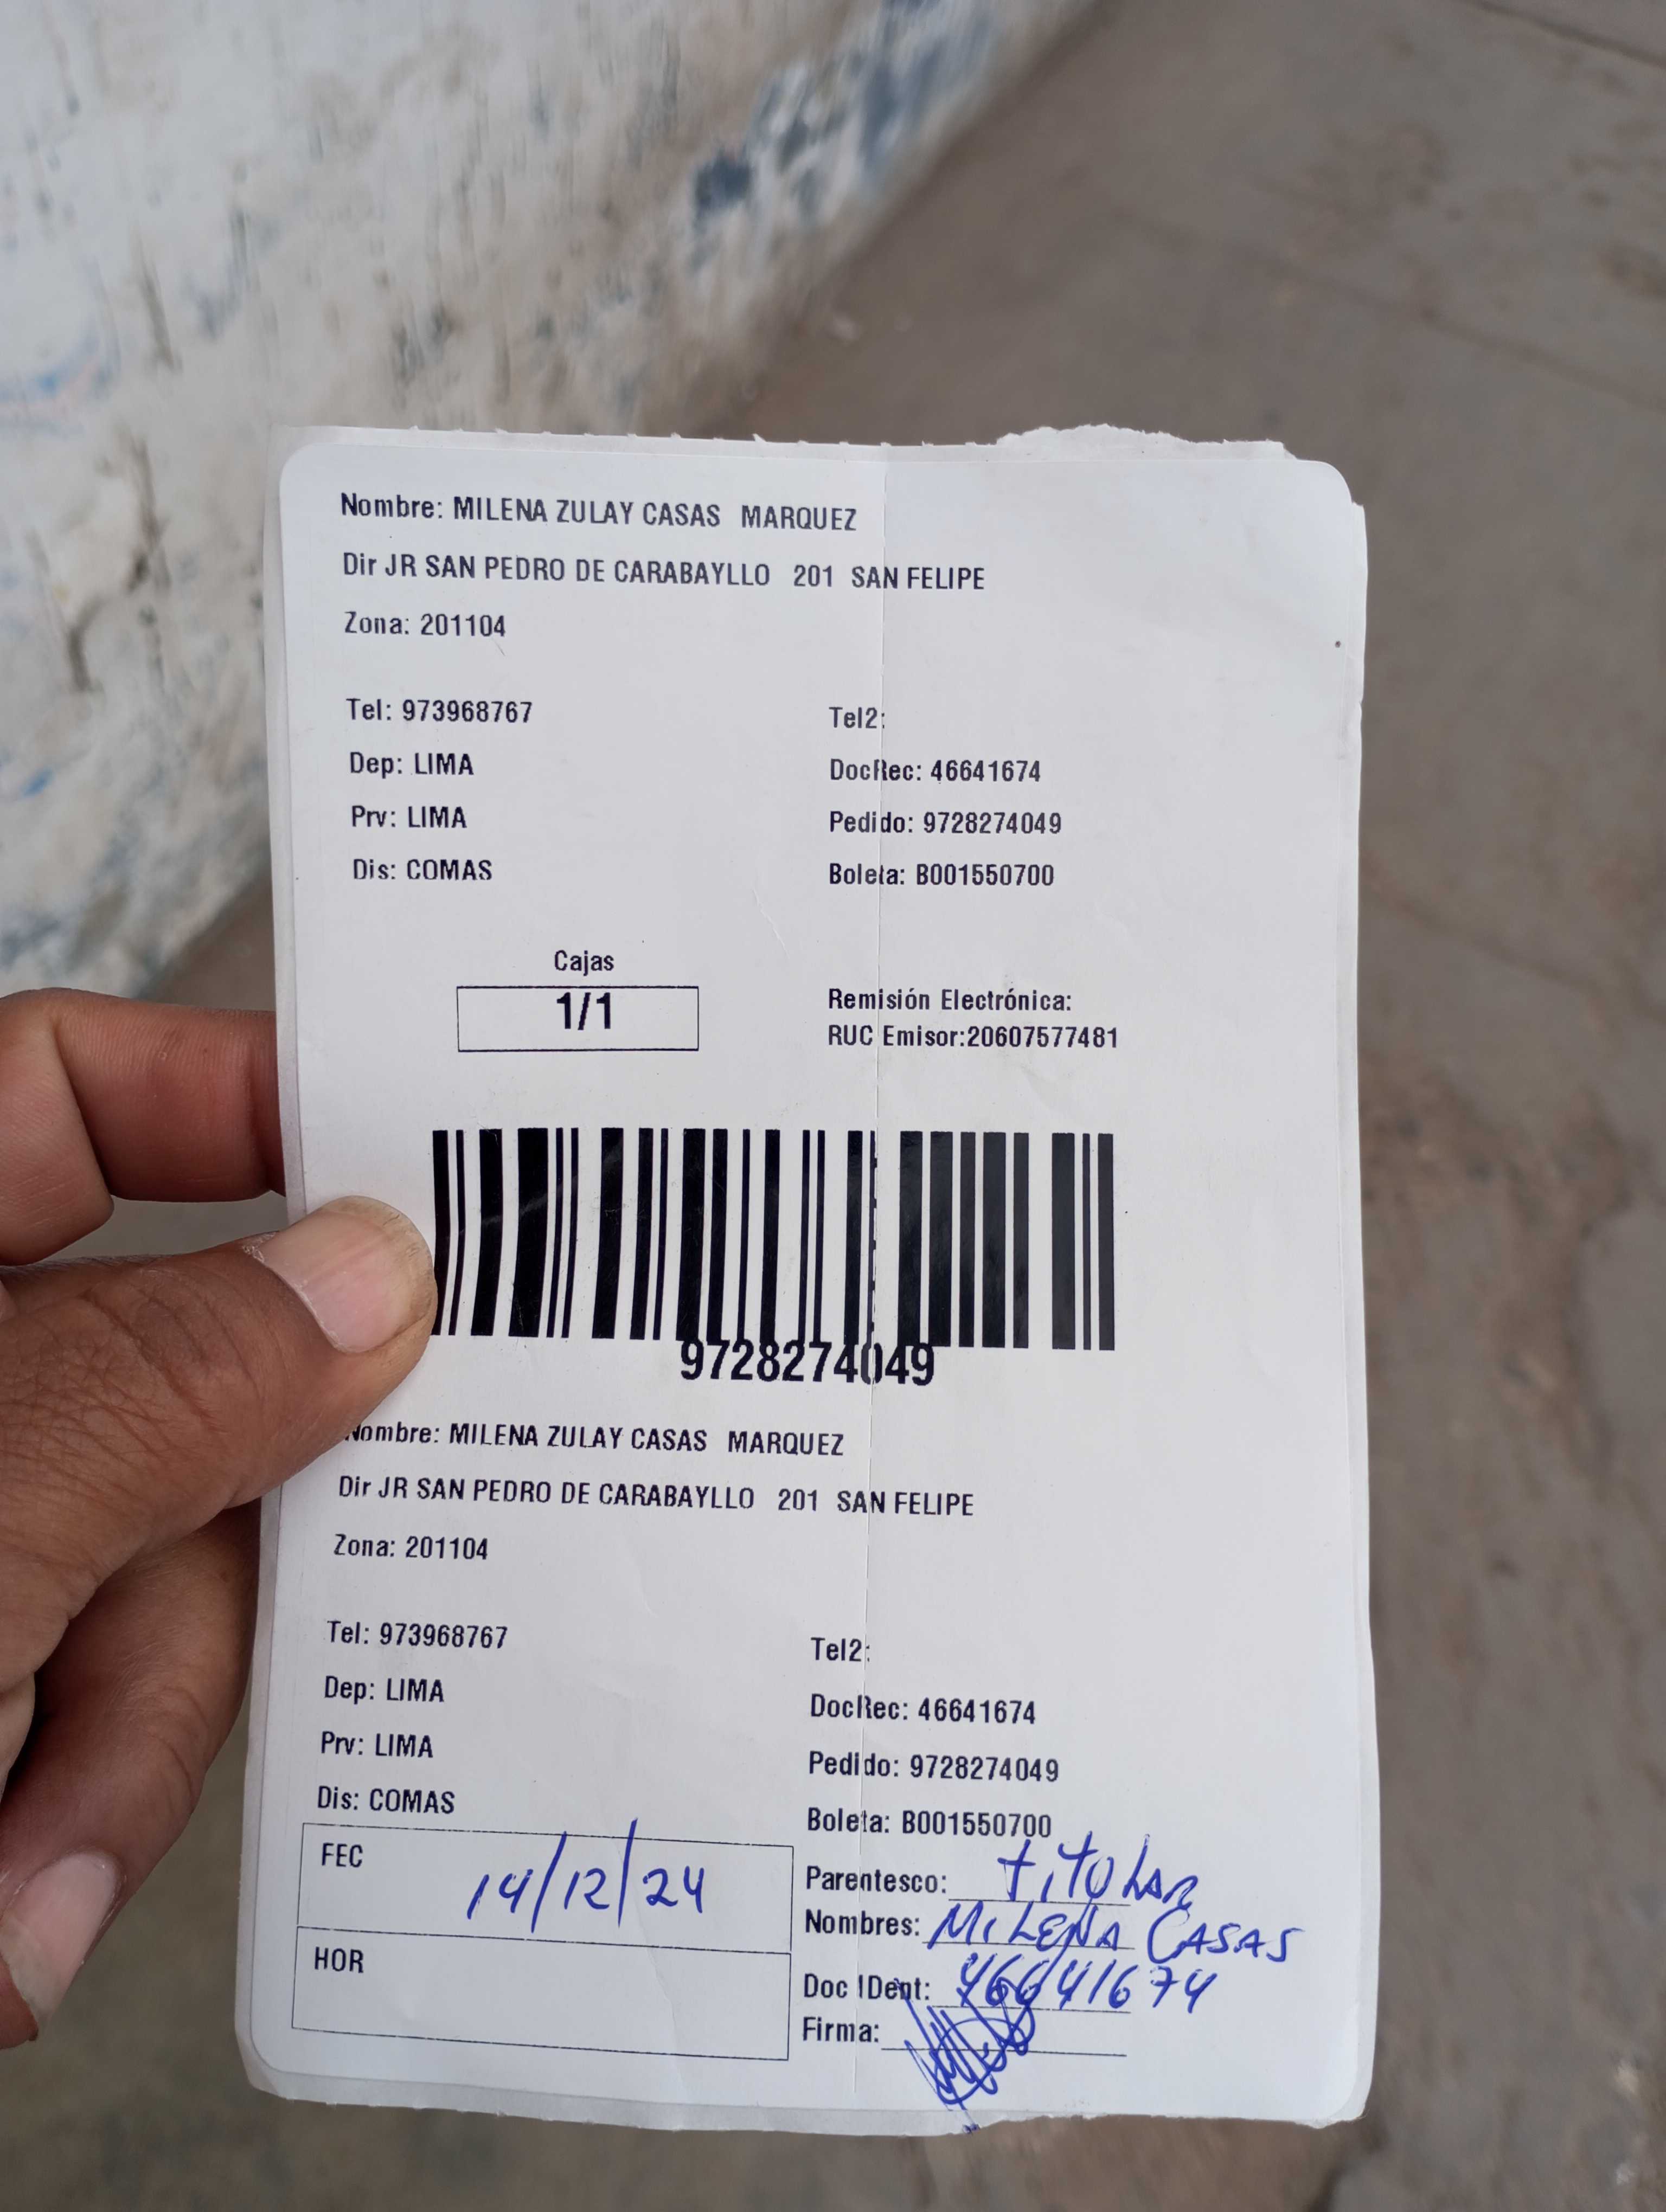 Nombre: MILENA ZULAY CASAS MARQUEZ
Dir JR SAN PEDRO DE CARABAYLLO 201 SAN FELIPE
Zona: 201104
Tel: 973968767 Tel2:
Dep: LIMA DocRec: 46641674
Prv: LIMA Pedido: 9728274049
Dis: COMAS Boleta: B001550700
Cajas
1/1
Remisión Electrónica:
RUC Emisor:20607577481
9728274049
Nombre: MILENA ZULAY CASAS MARQUEZ
Dir JR SAN PEDRO DE CARABAYLLO 201 SAN FELIPE
Zona: 201104
Tel: 973968767 Tel2:
Dep: LIMA DocRec: 46641674
Prv: LIMA Pedido: 9728274049
Dis: COMAS Boleta: B001550700
FEC 14/12/24
HOR
Parentesco: TITULAR
Nombres: MILENA CASAS
Doc IDent: 46641674
Firma: